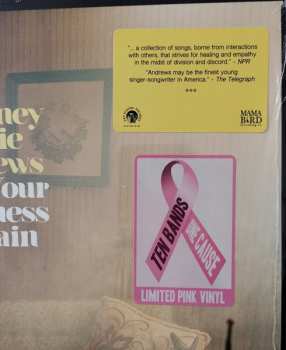 "... a collection of songs, borne from interactions
with others, that strives for healing and empathy
in the midst of division and discord." - NPR
"Andrews may be the finest young
singer-songwriter in America." - The Telegraph
MAMA
BIRD
ney
ie
ews
our
ness
ain
TEN BANDS
ONE CAUSE
LIMITED PINK VINYL